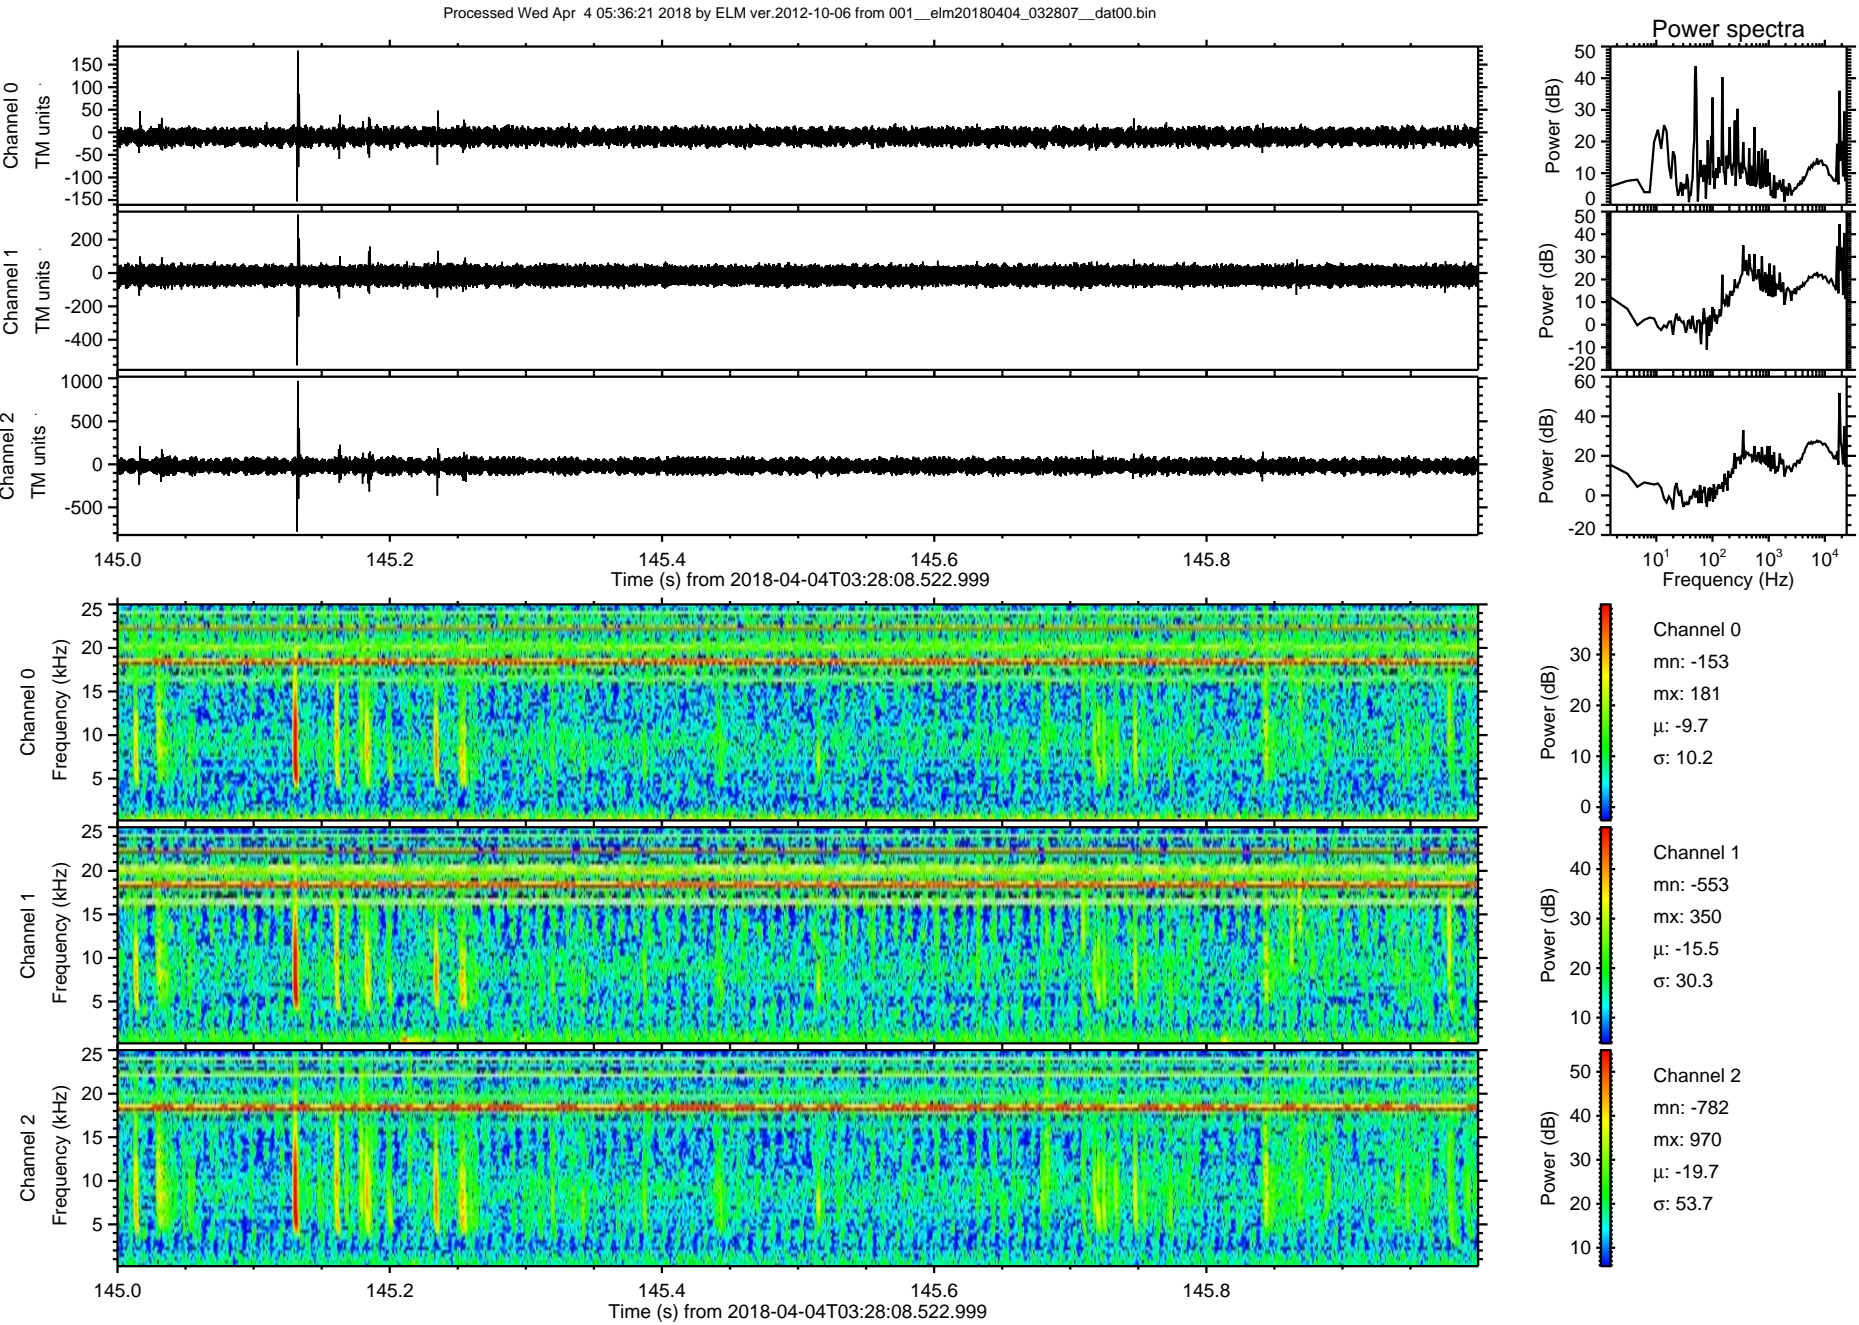 Processed Wed Apr  4 05:36:21 2018 by ELM ver.2012-10-06 from 001__elm20180404_032807__dat00.bin
Power spectra
Channel 0
TM units
150
100
50
0
-50
-100
-150
Power (dB)
50
40
30
20
10
0
Channel 1
TM units
200
0
-200
-400
Power (dB)
50
40
30
20
10
0
-10
-20
Channel 2
TM units
1000
500
0
-500
Power (dB)
60
40
20
0
-20
145.0 145.2 145.4 145.6 145.8
Time (s) from 2018-04-04T03:28:08.522.999
10¹ 10² 10³ 10⁴
Frequency (Hz)
Channel 0
Frequency (kHz)
25
20
15
10
5
Power (dB)
30
20
10
0
Channel 0
mn: -153
mx: 181
μ: -9.7
σ: 10.2
Channel 1
Frequency (kHz)
25
20
15
10
5
Power (dB)
40
30
20
10
Channel 1
mn: -553
mx: 350
μ: -15.5
σ: 30.3
Channel 2
Frequency (kHz)
25
20
15
10
5
Power (dB)
50
40
30
20
10
Channel 2
mn: -782
mx: 970
μ: -19.7
σ: 53.7
145.0 145.2 145.4 145.6 145.8
Time (s) from 2018-04-04T03:28:08.522.999